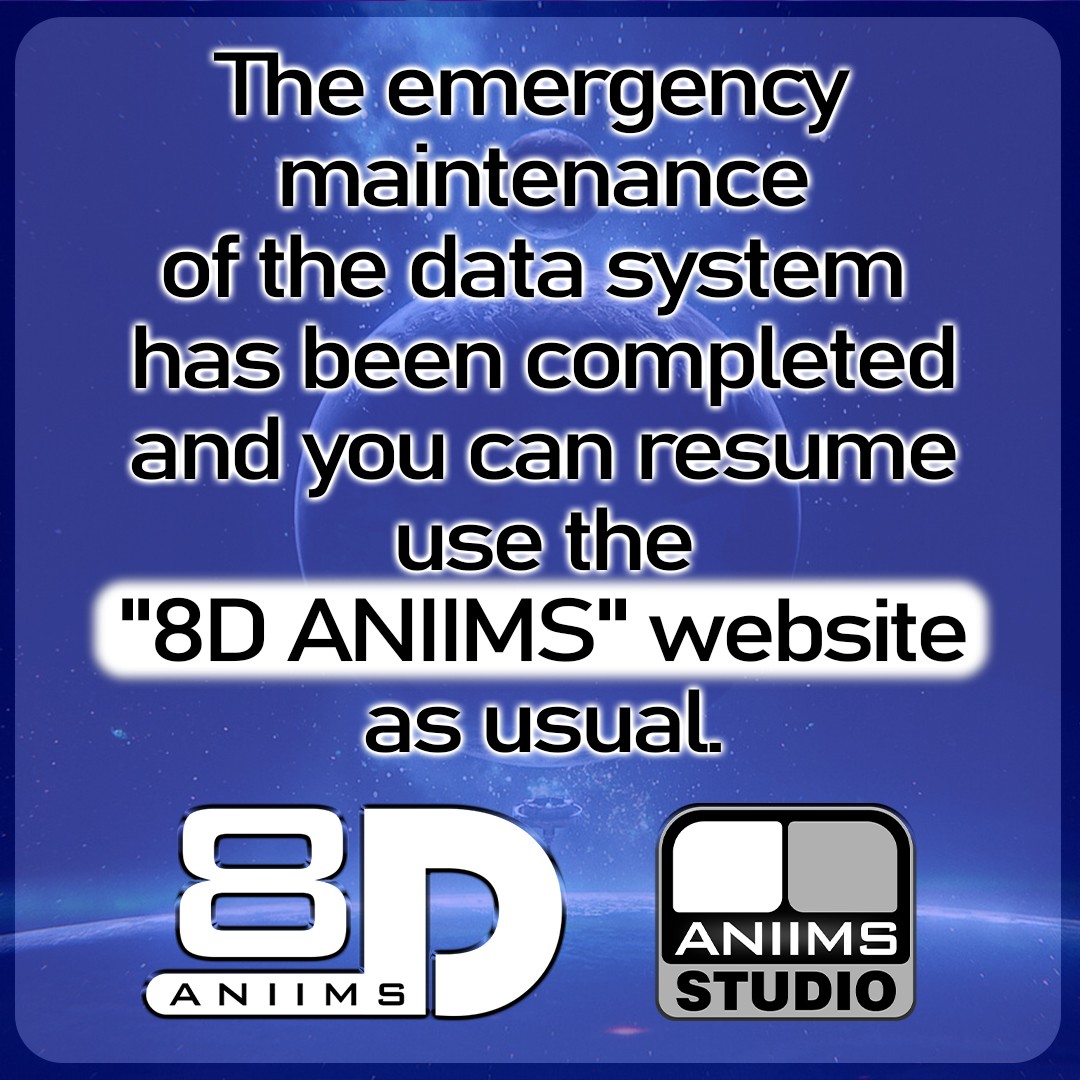 The emergency
maintenance
of the data system
has been completed
and you can resume
use the
"8D ANIIMS" website
as usual.
8D
ANIIMS
ANIIMS
STUDIO